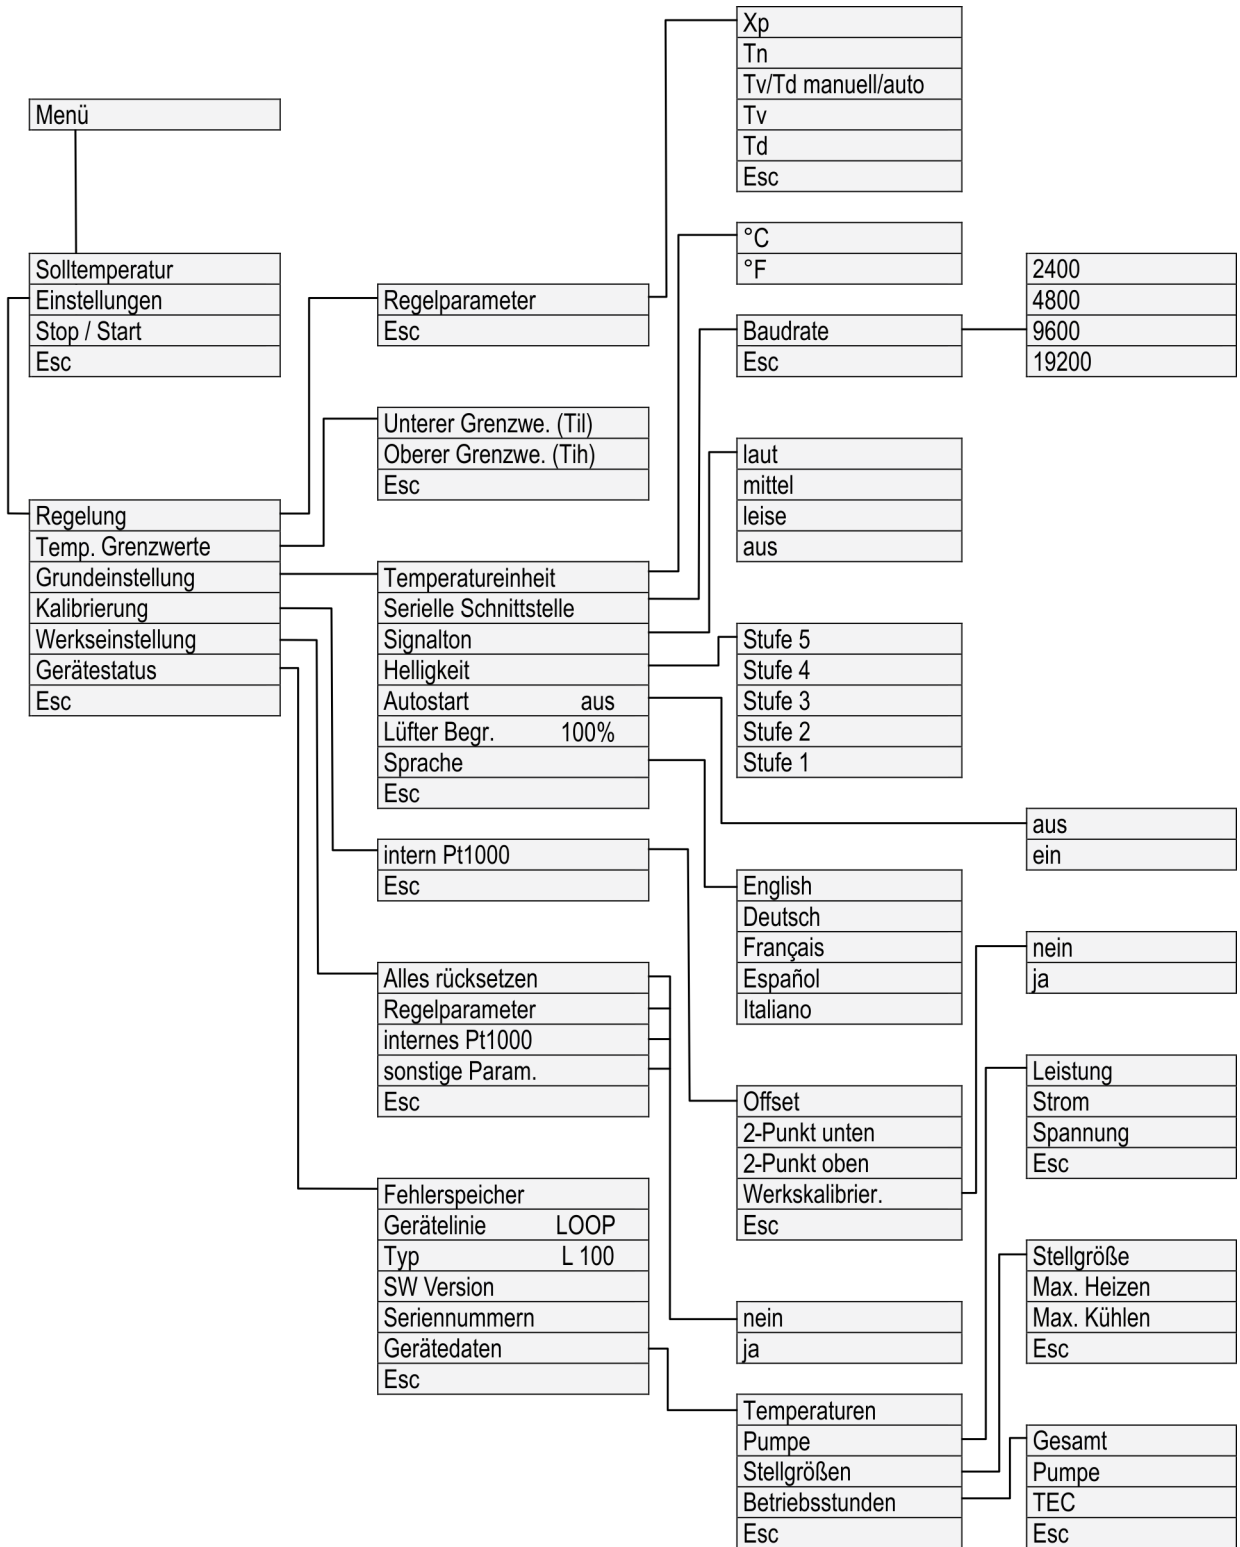 Menü
Solltemperatur
Einstellungen
Stop / Start
Esc
Regelung
Temp. Grenzwerte
Grundeinstellung
Kalibrierung
Werkseinstellung
Gerätestatus
Esc
Regelparameter
Esc
Unterer Grenzwe. (Til)
Oberer Grenzwe. (Tih)
Esc
Temperatureinheit
Serielle Schnittstelle
Signalton
Helligkeit
Autostart aus
Lüfter Begr. 100%
Sprache
Esc
intern Pt1000
Esc
Alles rücksetzen
Regelparameter
internes Pt1000
sonstige Param.
Esc
Fehlerspeicher
Gerätelinie LOOP
Typ L 100
SW Version
Seriennummern
Gerätedaten
Esc
Xp
Tn
Tv/Td manuell/auto
Tv
Td
Esc
°C
°F
Baudrate
Esc
laut
mittel
leise
aus
Stufe 5
Stufe 4
Stufe 3
Stufe 2
Stufe 1
English
Deutsch
Français
Español
Italiano
Offset
2-Punkt unten
2-Punkt oben
Werkskalibrier.
Esc
nein
ja
Temperaturen
Pumpe
Stellgrößen
Betriebsstunden
Esc
2400
4800
9600
19200
aus
ein
nein
ja
Leistung
Strom
Spannung
Esc
Stellgröße
Max. Heizen
Max. Kühlen
Esc
Gesamt
Pumpe
TEC
Esc